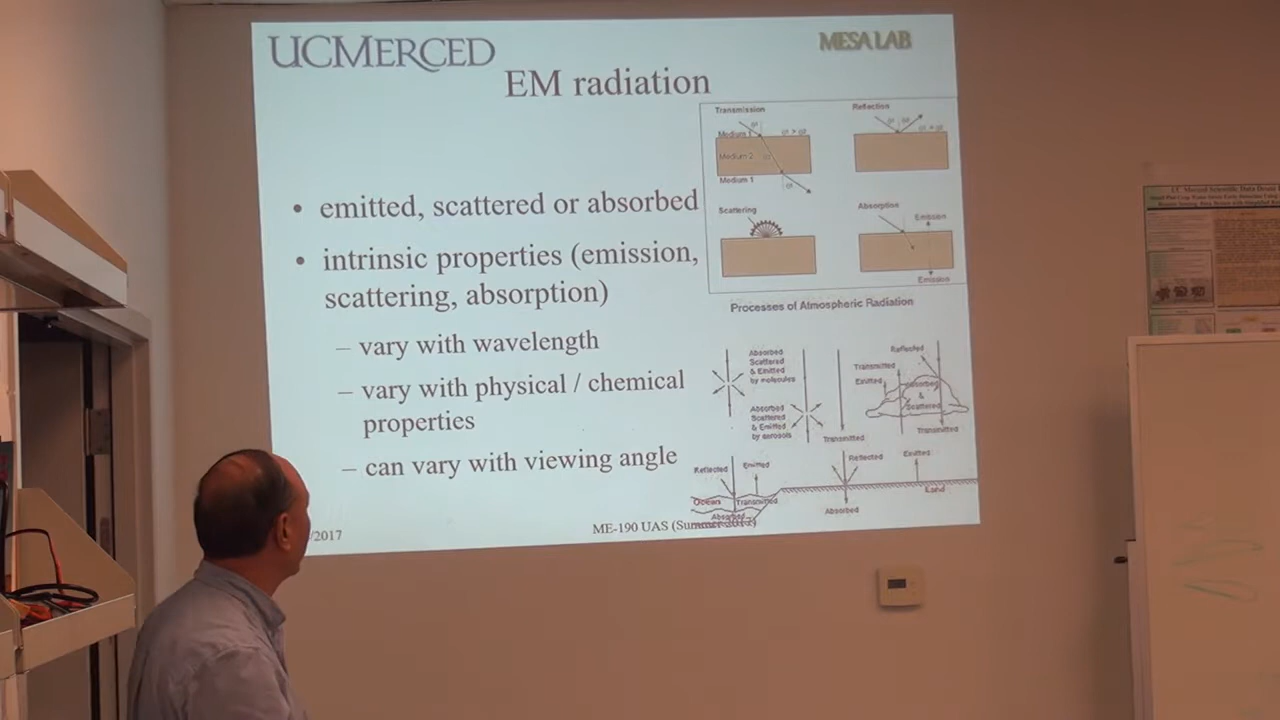 UCMERCED
MESA LAB
EM radiation
• emitted, scattered or absorbed
• intrinsic properties (emission,
scattering, absorption)
– vary with wavelength
– vary with physical / chemical
properties
– can vary with viewing angle
Transmission
Reflection
Medium 1
Medium 2
Medium 1
Scattering
Absorption
Emission
Emission
Processes of Atmospheric Radiation
Absorbed
Scattered
& Emitted
by molecules
Absorbed
Scattered
& Emitted
by aerosols
Transmitted
Reflected
Transmitted
Emitted
Absorbed
&
Scattered
Transmitted
Reflected
Emitted
Ocean
Transmitted
Absorbed
Reflected
Emitted
Land
Absorbed
/2017
ME-190 UAS (Summer 2017)